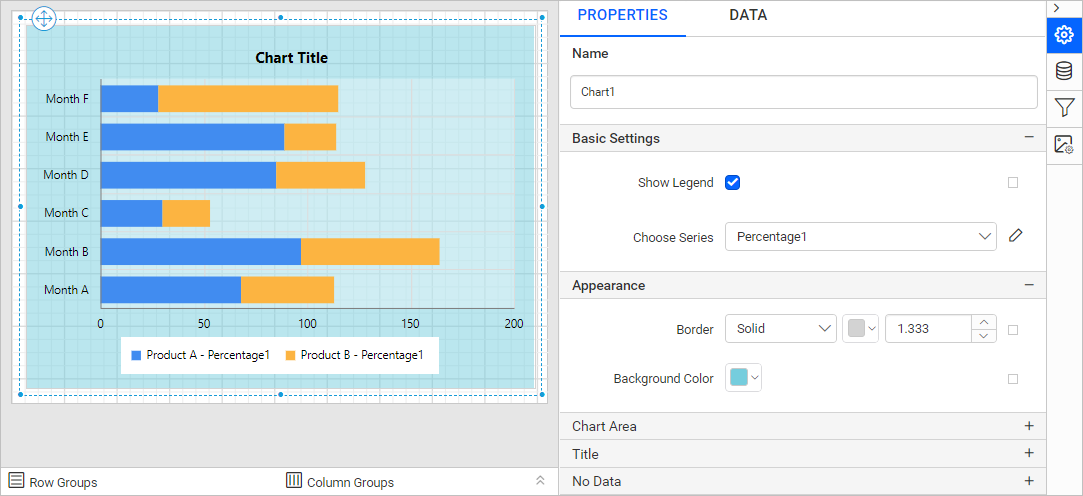 Chart Title
Month F
Month E
Month D
Month C
Month B
Month A
0 50 100 150 200
Product A - Percentage1 Product B - Percentage1
Row Groups Column Groups
PROPERTIES DATA
Name
Chart1
Basic Settings
Show Legend
Choose Series Percentage1
Appearance
Border Solid 1.333
Background Color
Chart Area
Title
No Data